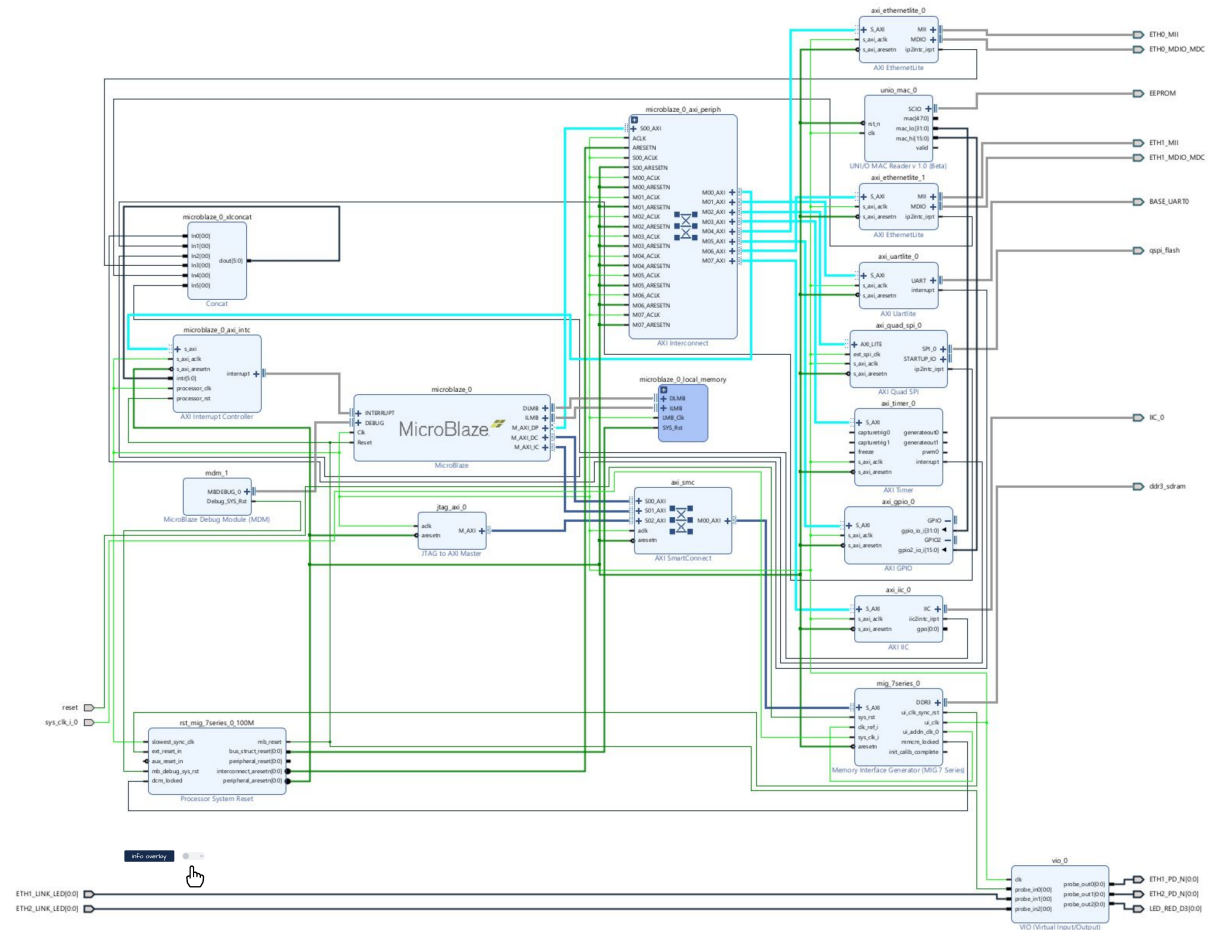 axi_ethernetlite_0
S_AXI
s_axi_aclk
s_axi_aresetn
MII
MDIO
ip2intc_irpt
AXI EthernetLite
ETH0_MII
ETH0_MDIO_MDC
unio_mac_0
rst_n
clk
SCIO
mac[47:0]
mac_lo[31:0]
mac_hi[15:0]
valid
UNI/O MAC Reader v 1.0 (Beta)
EEPROM
ETH1_MII
ETH1_MDIO_MDC
axi_ethernetlite_1
S_AXI
s_axi_aclk
s_axi_aresetn
MII
MDIO
ip2intc_irpt
AXI EthernetLite
BASE_UART0
qspi_flash
microblaze_0_axi_periph
S00_AXI
ACLK
ARESETN
S00_ACLK
S00_ARESETN
M00_ACLK
M00_ARESETN
M01_ACLK
M01_ARESETN
M02_ACLK
M02_ARESETN
M03_ACLK
M03_ARESETN
M04_ACLK
M04_ARESETN
M05_ACLK
M05_ARESETN
M06_ACLK
M06_ARESETN
M07_ACLK
M07_ARESETN
M00_AXI
M01_AXI
M02_AXI
M03_AXI
M04_AXI
M05_AXI
M06_AXI
M07_AXI
AXI Interconnect
microblaze_0_xlconcat
In0[0:0]
In1[0:0]
In2[0:0]
In3[0:0]
In4[0:0]
In5[0:0]
dout[5:0]
Concat
axi_uartlite_0
S_AXI
s_axi_aclk
s_axi_aresetn
UART
interrupt
AXI Uartlite
microblaze_0_axi_intc
s_axi
s_axi_aclk
s_axi_aresetn
intr[5:0]
processor_clk
processor_rst
interrupt
AXI Interrupt Controller
axi_quad_spi_0
AXI_LITE
ext_spi_clk
s_axi_aclk
s_axi_aresetn
SPI_0
STARTUP_IO
ip2intc_irpt
AXI Quad SPI
microblaze_0
INTERRUPT
DEBUG
Clk
Reset
MicroBlaze
DLMB
ILMB
M_AXI_DP
M_AXI_DC
M_AXI_IC
MicroBlaze
microblaze_0_local_memory
DLMB
ILMB
LMB_Clk
SYS_Rst
axi_timer_0
S_AXI
capturetrig0
capturetrig1
freeze
s_axi_aclk
s_axi_aresetn
generateout0
generateout1
pwm0
interrupt
AXI Timer
IIC_0
mdm_1
MBDEBUG_0
Debug_SYS_Rst
MicroBlaze Debug Module (MDM)
jtag_axi_0
aclk
aresetn
M_AXI
JTAG to AXI Master
axi_smc
S00_AXI
S01_AXI
S02_AXI
aclk
aresetn
M00_AXI
AXI SmartConnect
ddr3_sdram
axi_gpio_0
S_AXI
s_axi_aclk
s_axi_aresetn
GPIO
gpio_io_i[31:0]
GPIO2
gpio2_io_i[15:0]
AXI GPIO
axi_iic_0
S_AXI
s_axi_aclk
s_axi_aresetn
IIC
iic2intc_irpt
gpo[0:0]
AXI IIC
reset
sys_clk_i_0
mig_7series_0
S_AXI
sys_rst
clk_ref_i
sys_clk_i
aresetn
DDR3
ui_clk_sync_rst
ui_clk
ui_addn_clk_0
mmcm_locked
init_calib_complete
Memory Interface Generator (MIG 7 Series)
rst_mig_7series_0_100M
slowest_sync_clk
ext_reset_in
aux_reset_in
mb_debug_sys_rst
dcm_locked
mb_reset
bus_struct_reset[0:0]
peripheral_reset[0:0]
interconnect_aresetn[0:0]
peripheral_aresetn[0:0]
Processor System Reset
info overlay
ETH1_LINK_LED[0:0]
ETH2_LINK_LED[0:0]
vio_0
clk
probe_in0[0:0]
probe_in1[0:0]
probe_in2[0:0]
probe_out0[0:0]
probe_out1[0:0]
probe_out2[0:0]
VIO (Virtual Input/Output)
ETH1_PD_N[0:0]
ETH2_PD_N[0:0]
LED_RED_D3[0:0]